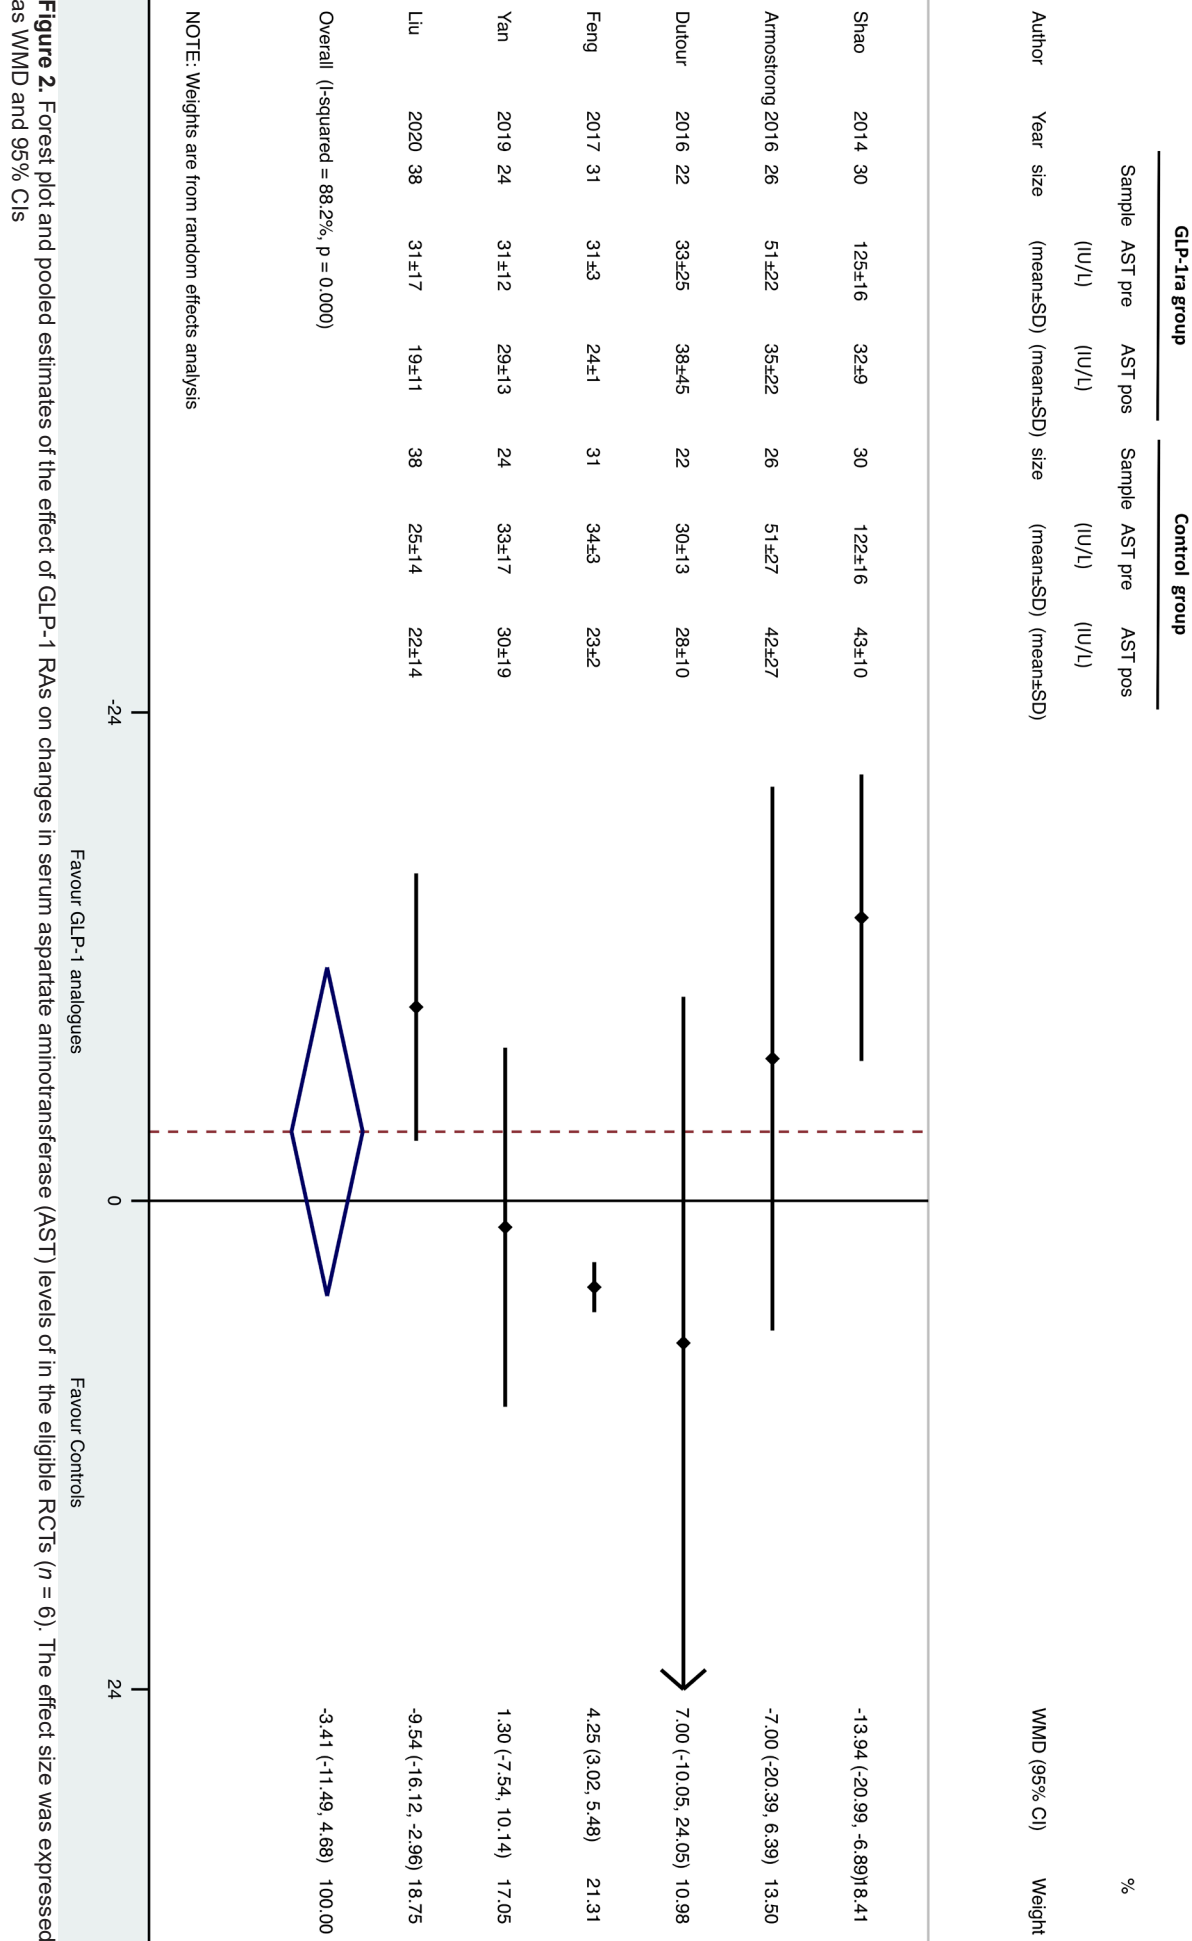 GLP-1ra group Control group
Sample AST pre AST pos Sample AST pre AST pos %
(IU/L) (IU/L) (IU/L) (IU/L)
Author Year size (mean±SD) (mean±SD) size (mean±SD) (mean±SD) WMD (95% CI) Weight
Shao 2014 30 125±16 32±9 30 122±16 43±10 -13.94 (-20.99, -6.89) 18.41
Armostrong 2016 26 51±22 35±22 26 51±27 42±27 -7.00 (-20.39, 6.39) 13.50
Dutour 2016 22 33±25 38±45 22 30±13 28±10 7.00 (-10.05, 24.05) 10.98
Feng 2017 31 31±3 24±1 31 34±3 23±2 4.25 (3.02, 5.48) 21.31
Yan 2019 24 31±12 29±13 24 33±17 30±19 1.30 (-7.54, 10.14) 17.05
Liu 2020 38 31±17 19±11 38 25±14 22±14 -9.54 (-16.12, -2.96) 18.75
Overall (I-squared = 88.2%, p = 0.000) -3.41 (-11.49, 4.68) 100.00
NOTE: Weights are from random effects analysis
-24 0 24
Favour GLP-1 analogues Favour Controls
Figure 2. Forest plot and pooled estimates of the effect of GLP-1 RAs on changes in serum aspartate aminotransferase (AST) levels of in the eligible RCTs (n = 6). The effect size was expressed
as WMD and 95% CIs